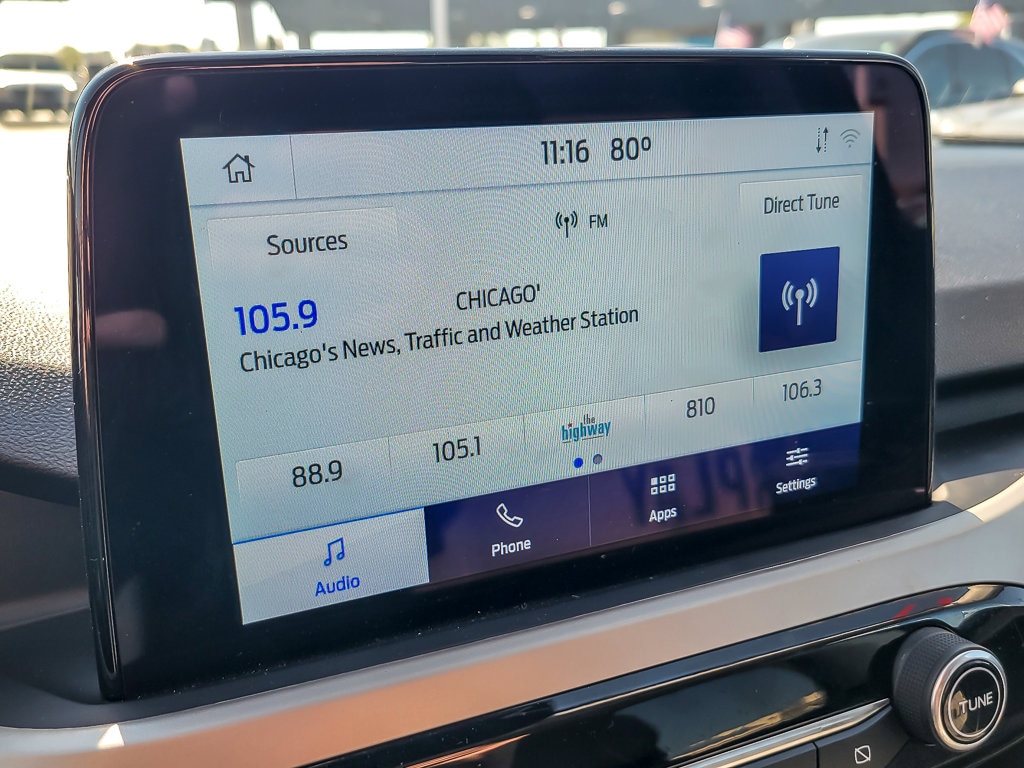 11:16 80°
Sources
FM
Direct Tune
105.9
CHICAGO'
Chicago's News, Traffic and Weather Station
88.9
105.1
the
highway
810
106.3
Audio
Phone
Apps
Settings
TUNE